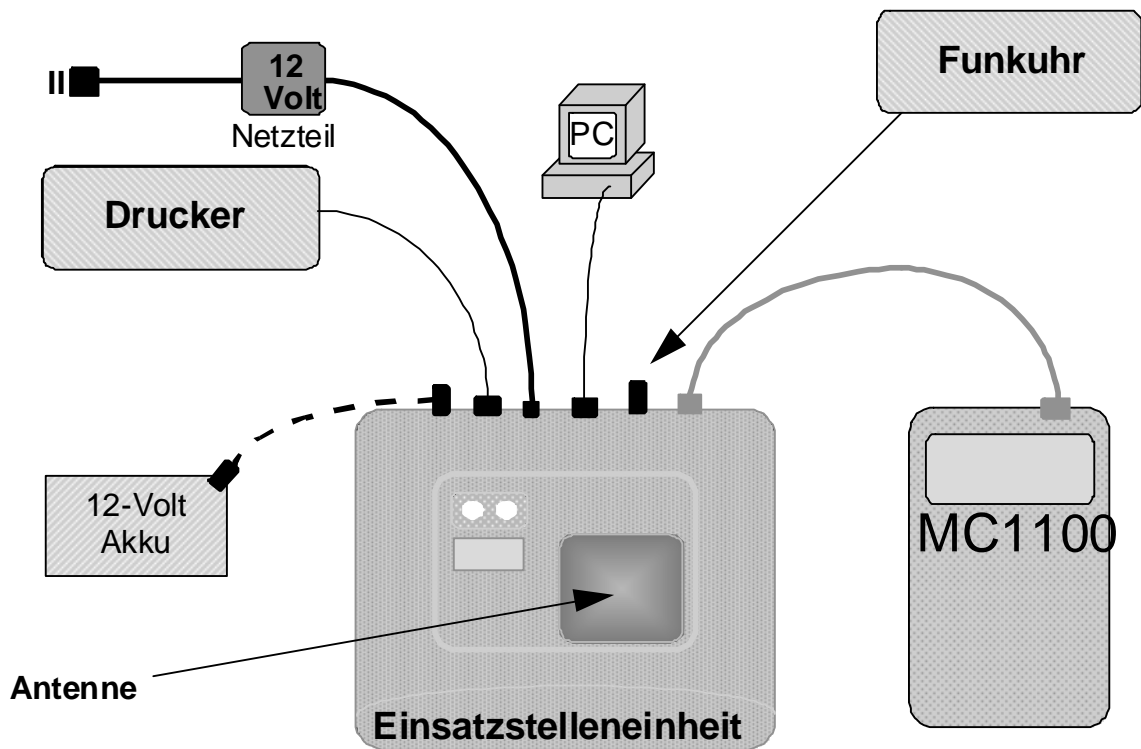 12
Volt
Netzteil
Funkuhr
PC
Drucker
12-Volt
Akku
MC1100
Antenne
Einsatzstelleneinheit